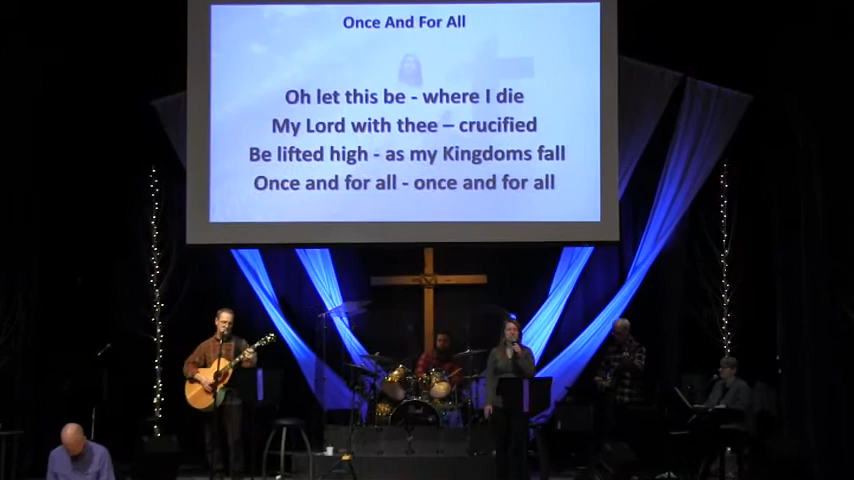 Once And For All
Oh let this be - where I die
My Lord with thee – crucified
Be lifted high - as my Kingdoms fall
Once and for all - once and for all